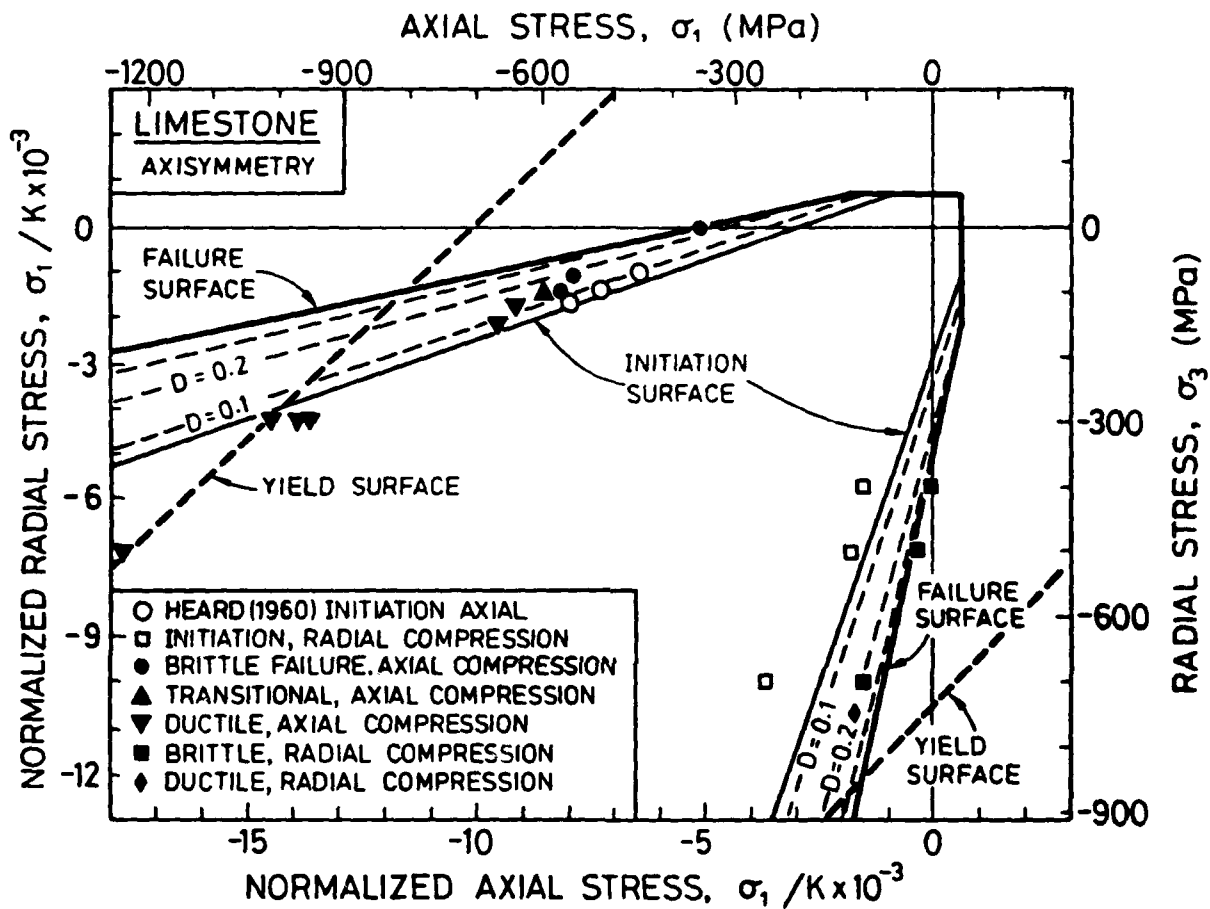 AXIAL STRESS, σ₁ (MPa)
-1200 -900 -600 -300 0
LIMESTONE
AXISYMMETRY
NORMALIZED RADIAL STRESS, σ₁/K×10⁻³
0
-3
-6
-9
-12
FAILURE
SURFACE
D=0.2
D=0.1
INITIATION
SURFACE
YIELD SURFACE
○ HEARD (1960) INITIATION AXIAL
□ INITIATION, RADIAL COMPRESSION
● BRITTLE FAILURE. AXIAL COMPRESSION
▲ TRANSITIONAL, AXIAL COMPRESSION
▼ DUCTILE, AXIAL COMPRESSION
■ BRITTLE, RADIAL COMPRESSION
♦ DUCTILE, RADIAL COMPRESSION
FAILURE
SURFACE
D=0.1
D=0.2
YIELD
SURFACE
0
-300
-600
-900
RADIAL STRESS, σ₃ (MPa)
-15 -10 -5 0
NORMALIZED AXIAL STRESS, σ₁/K×10⁻³